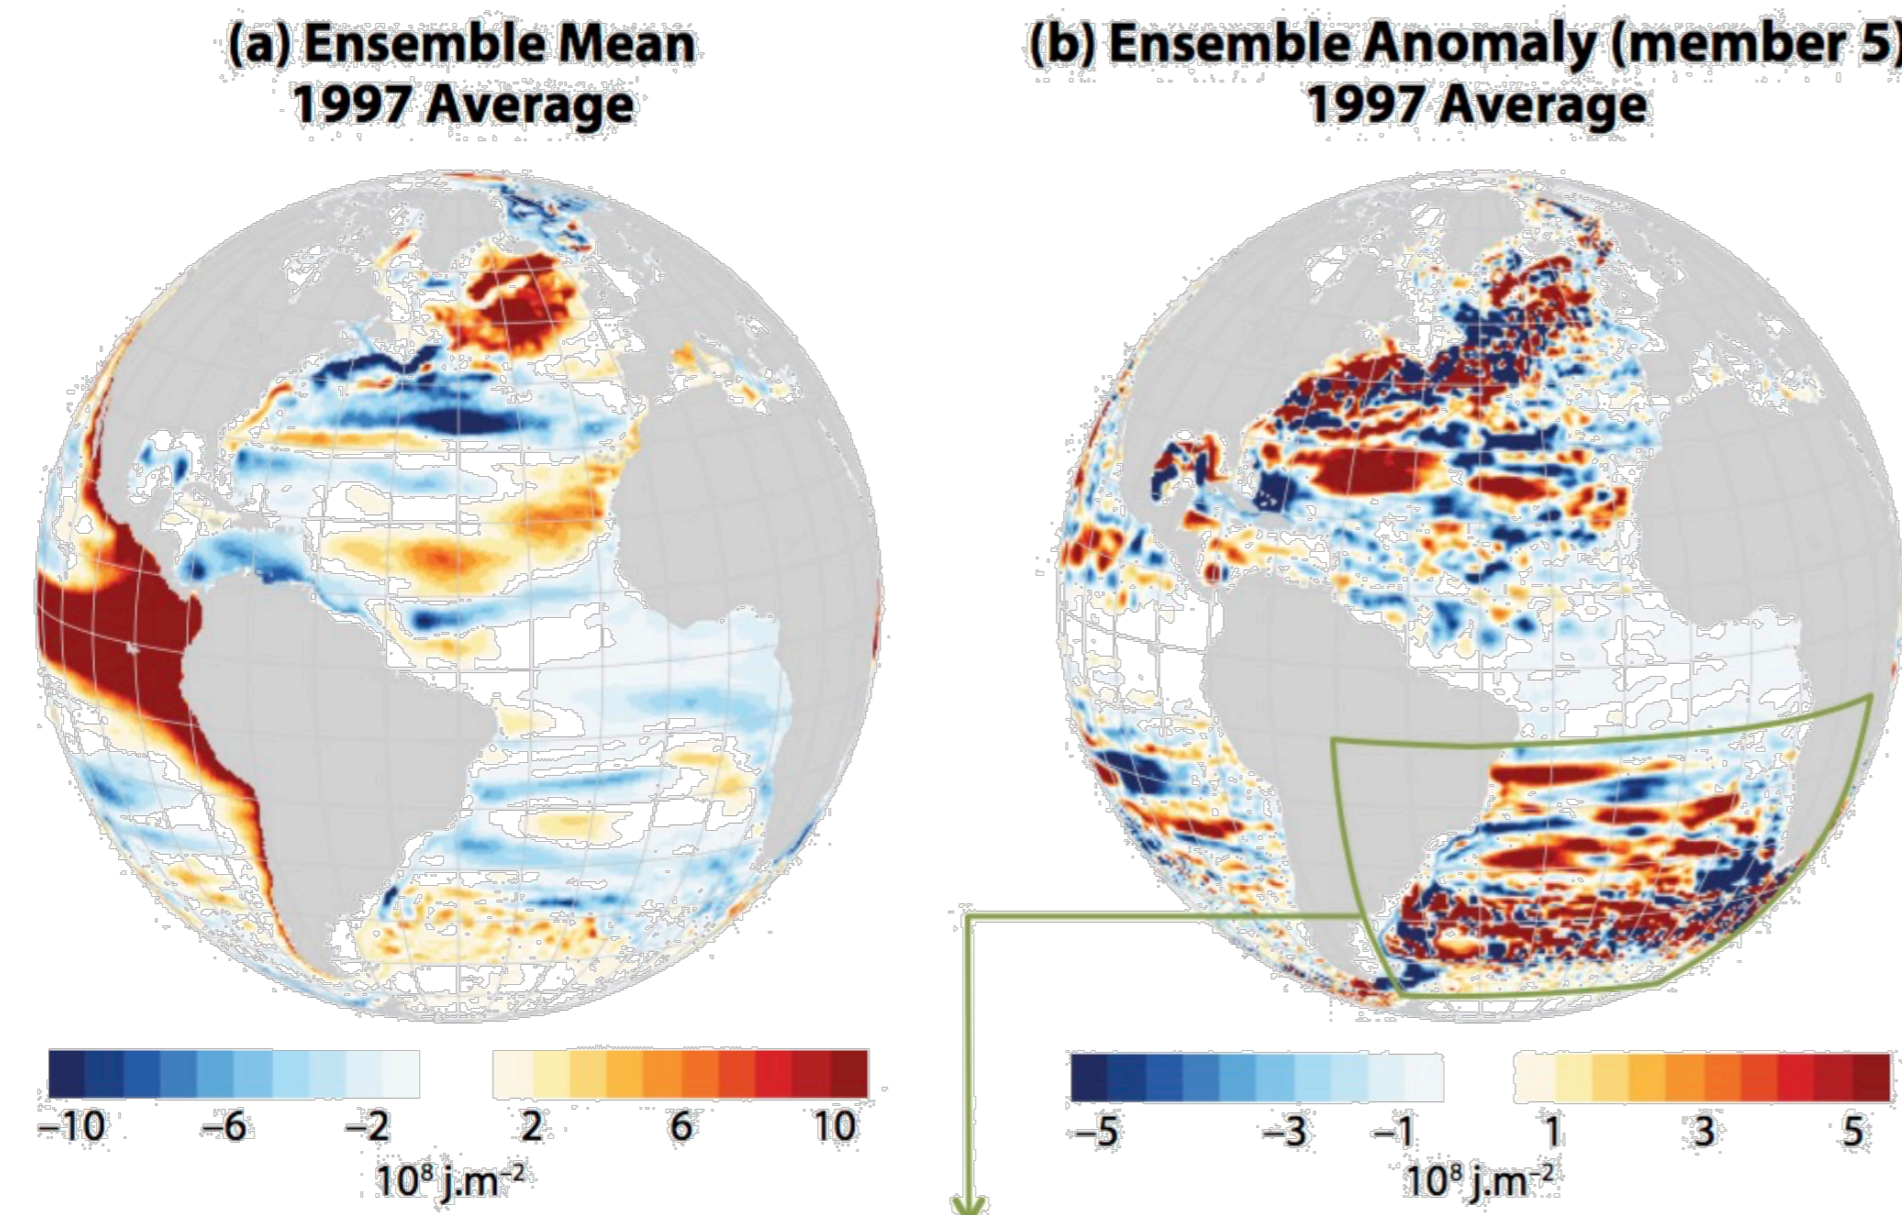 (a) Ensemble Mean
1997 Average
(b) Ensemble Anomaly (member 5)
1997 Average
−10 −6 −2 2 6 10
10⁸ j.m⁻²
−5 −3 −1 1 3 5
10⁸ j.m⁻²